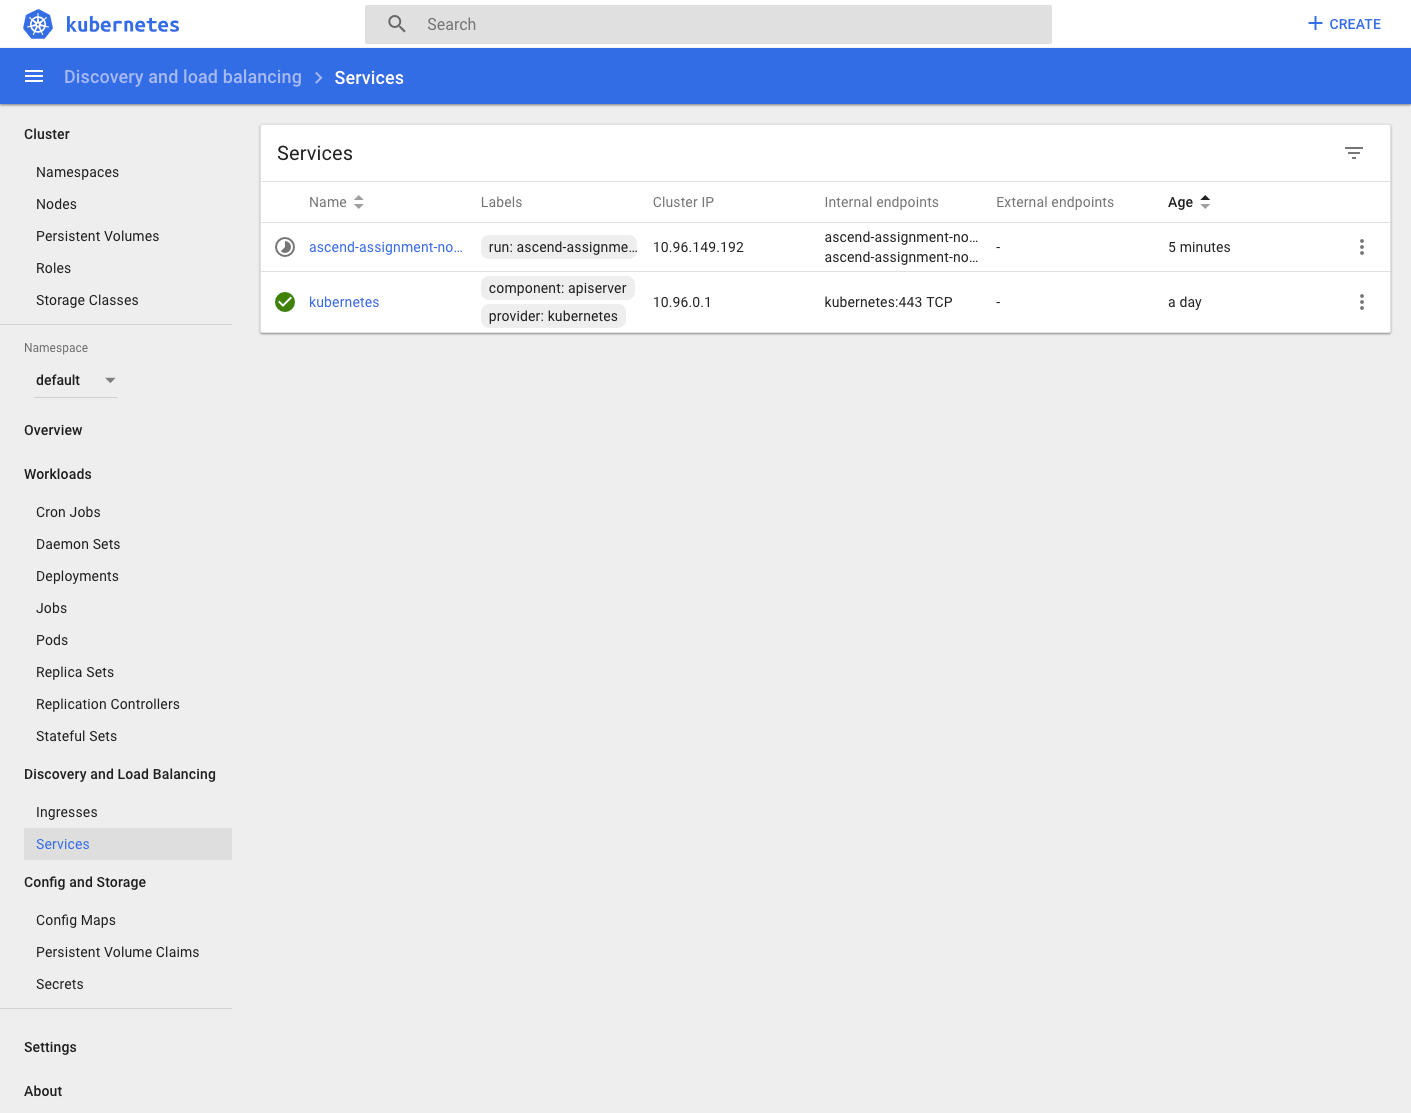 kubernetes
Search
CREATE
Discovery and load balancing > Services
Cluster
Namespaces
Nodes
Persistent Volumes
Roles
Storage Classes
Namespace
default
Overview
Workloads
Cron Jobs
Daemon Sets
Deployments
Jobs
Pods
Replica Sets
Replication Controllers
Stateful Sets
Discovery and Load Balancing
Ingresses
Services
Config and Storage
Config Maps
Persistent Volume Claims
Secrets
Settings
About
Services
Name Labels Cluster IP Internal endpoints External endpoints Age
ascend-assignment-no... run: ascend-assignme... 10.96.149.192 ascend-assignment-no... - 5 minutes
ascend-assignment-no...
kubernetes component: apiserver 10.96.0.1 kubernetes:443 TCP - a day
provider: kubernetes